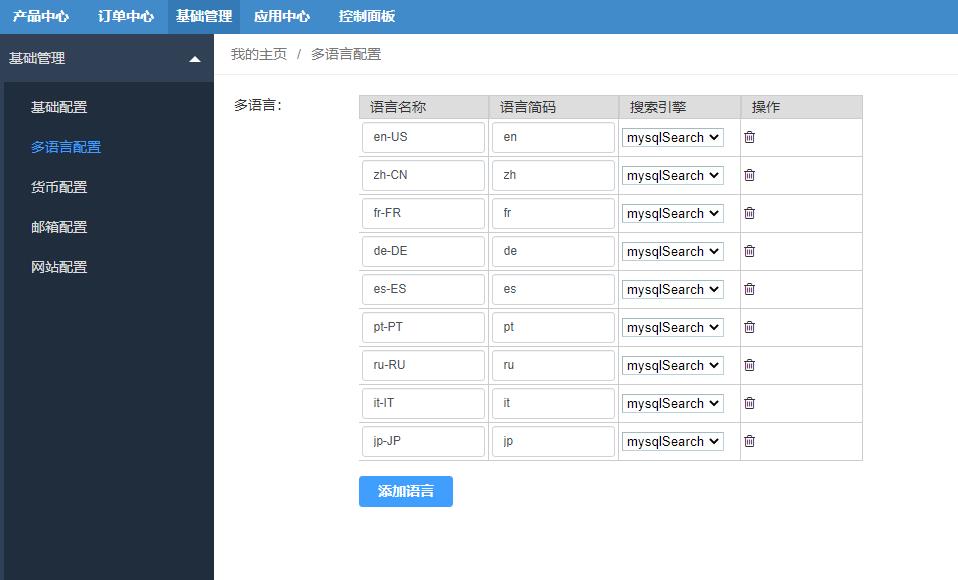 产品中心 订单中心 基础管理 应用中心 控制面板
基础管理
我的主页 / 多语言配置
基础配置
多语言配置
货币配置
邮箱配置
网站配置
多语言:
语言名称 语言简码 搜索引擎 操作
en-US en mysqlSearch
zh-CN zh mysqlSearch
fr-FR fr mysqlSearch
de-DE de mysqlSearch
es-ES es mysqlSearch
pt-PT pt mysqlSearch
ru-RU ru mysqlSearch
it-IT it mysqlSearch
jp-JP jp mysqlSearch
添加语言